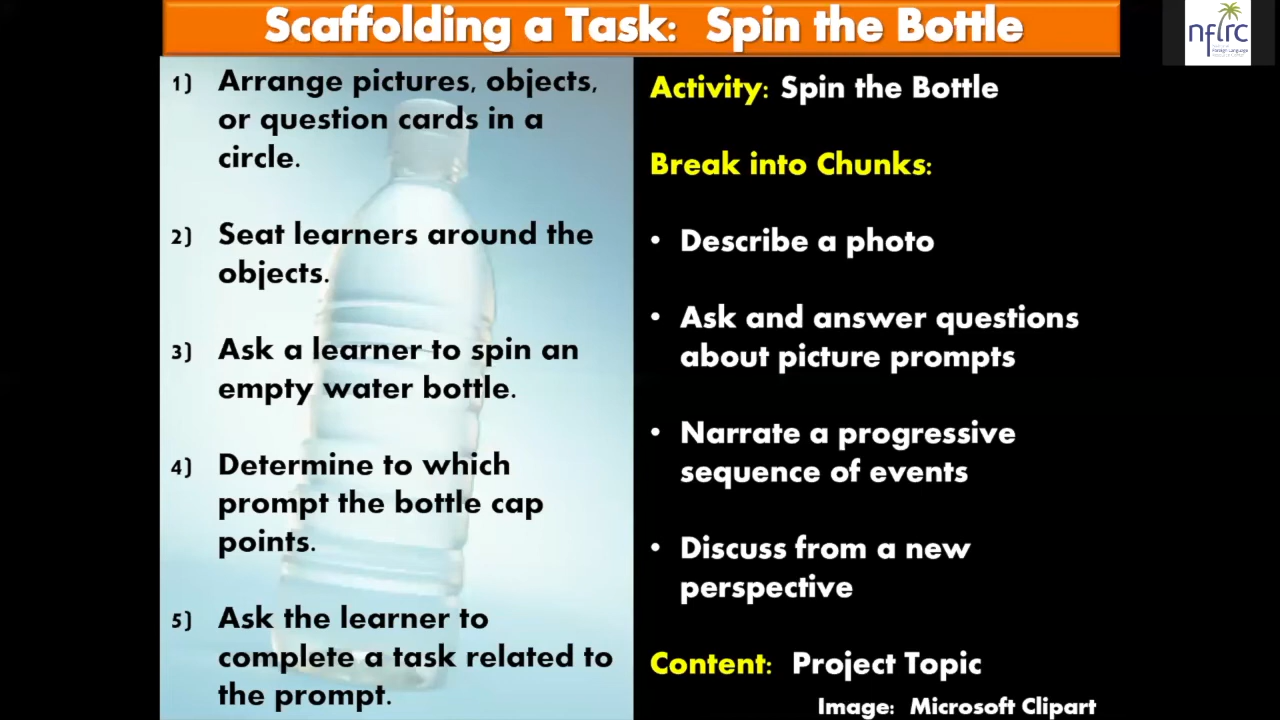 Scaffolding a Task: Spin the Bottle
1) Arrange pictures, objects,
or question cards in a
circle.
2) Seat learners around the
objects.
3) Ask a learner to spin an
empty water bottle.
4) Determine to which
prompt the bottle cap
points.
5) Ask the learner to
complete a task related to
the prompt.
Activity: Spin the Bottle
Break into Chunks:
• Describe a photo
• Ask and answer questions
about picture prompts
• Narrate a progressive
sequence of events
• Discuss from a new
perspective
Content: Project Topic
Image: Microsoft Clipart
nflrc
Foreign Language